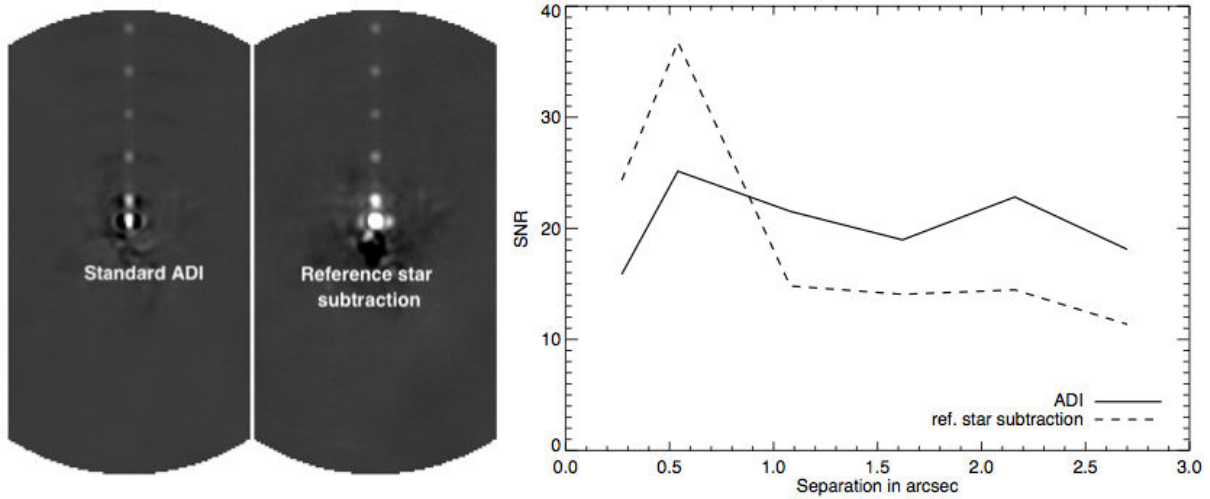 Standard ADI
Reference star
subtraction
40
30
20
10
0
SNR
0.0 0.5 1.0 1.5 2.0 2.5 3.0
Separation in arcsec
ADI
ref. star subtraction